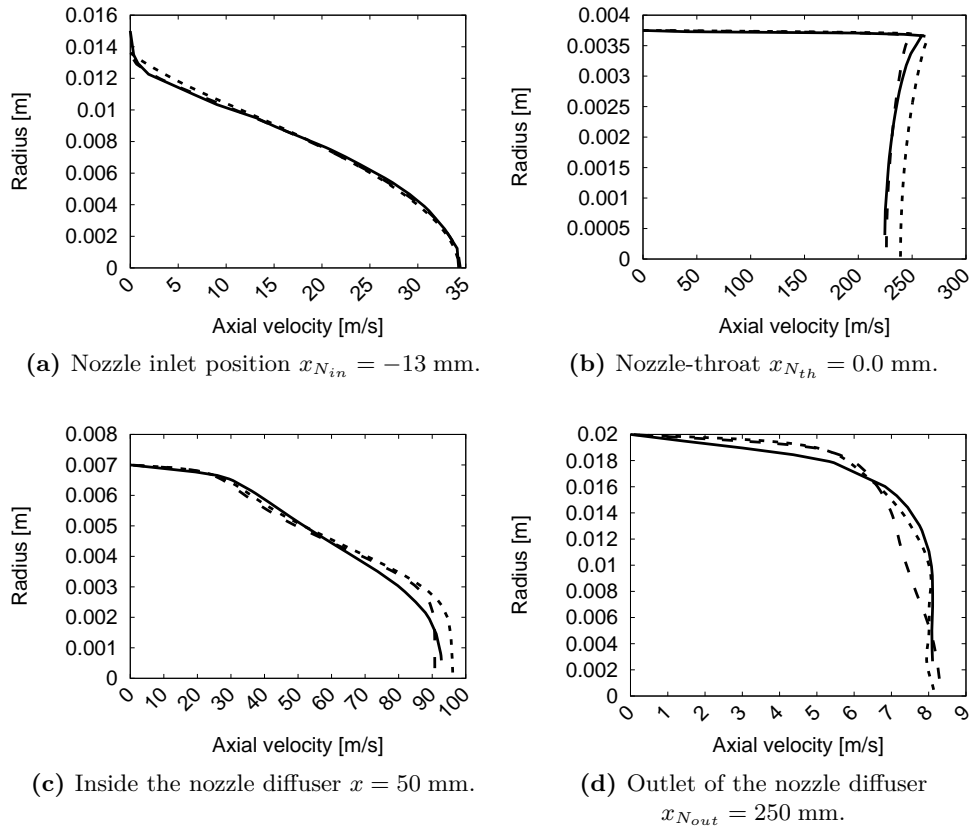 0.016
0.014
0.012
0.01
0.008
0.006
0.004
0.002
0
Radius [m]
0 5 10 15 20 25 30 35
Axial velocity [m/s]
(a) Nozzle inlet position x_{N_{in}} = −13 mm.
0.004
0.0035
0.003
0.0025
0.002
0.0015
0.001
0.0005
0
Radius [m]
0 50 100 150 200 250 300
Axial velocity [m/s]
(b) Nozzle-throat x_{N_{th}} = 0.0 mm.
0.008
0.007
0.006
0.005
0.004
0.003
0.002
0.001
0
Radius [m]
0 10 20 30 40 50 60 70 80 90 100
Axial velocity [m/s]
(c) Inside the nozzle diffuser x = 50 mm.
0.02
0.018
0.016
0.014
0.012
0.01
0.008
0.006
0.004
0.002
0
Radius [m]
0 1 2 3 4 5 6 7 8 9
Axial velocity [m/s]
(d) Outlet of the nozzle diffuser
x_{N_{out}} = 250 mm.